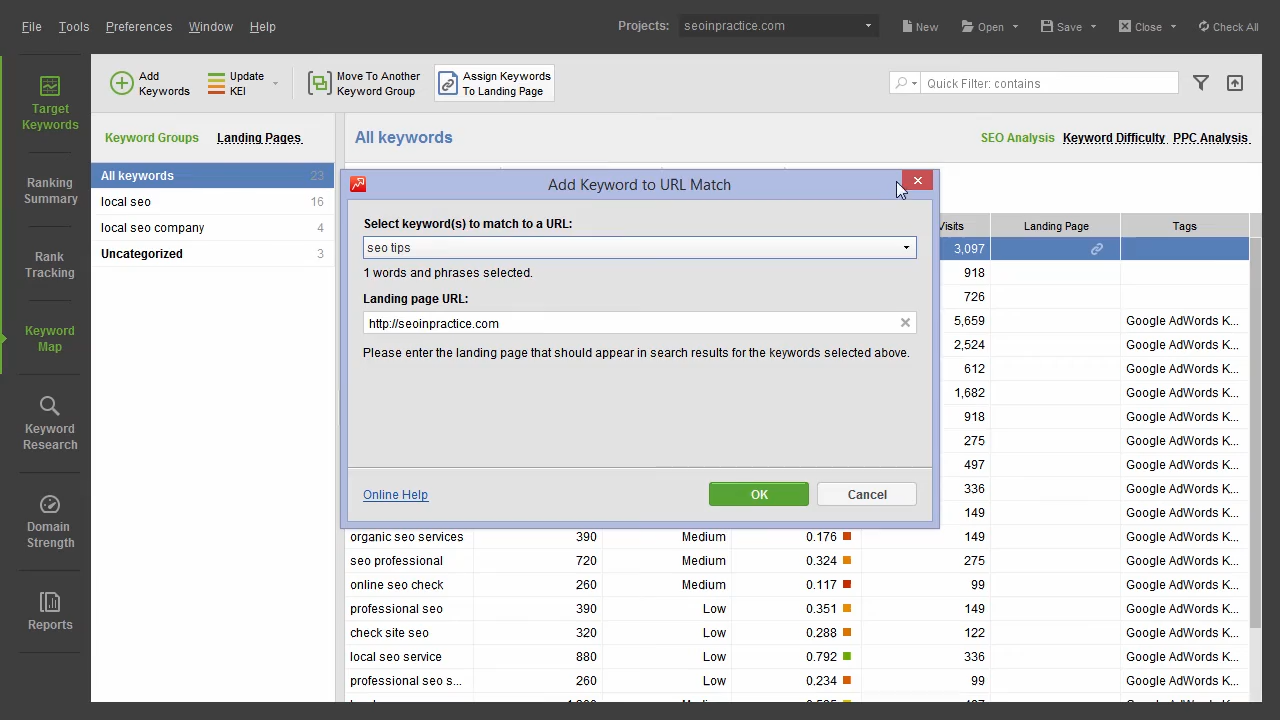 File Tools Preferences Window Help Projects: seoinpractice.com New Open Save Close Check All
Target Keywords
Ranking Summary
Rank Tracking
Keyword Map
Keyword Research
Domain Strength
Reports
Add Keywords
Update KEI
Move To Another Keyword Group
Assign Keywords To Landing Page
Quick Filter: contains
Keyword Groups Landing Pages
All keywords 23
local seo 16
local seo company 4
Uncategorized 3
All keywords
SEO Analysis Keyword Difficulty PPC Analysis
Add Keyword to URL Match
Select keyword(s) to match to a URL:
seo tips
1 words and phrases selected.
Landing page URL:
http://seoinpractice.com
Please enter the landing page that should appear in search results for the keywords selected above.
Online Help OK Cancel
Visits Landing Page Tags
3,097
918
726
5,659 Google AdWords K...
2,524 Google AdWords K...
612 Google AdWords K...
1,682 Google AdWords K...
918 Google AdWords K...
275 Google AdWords K...
497 Google AdWords K...
336 Google AdWords K...
149 Google AdWords K...
organic seo services 390 Medium 0.176 149 Google AdWords K...
seo professional 720 Medium 0.324 275 Google AdWords K...
online seo check 260 Medium 0.117 99 Google AdWords K...
professional seo 390 Low 0.351 149 Google AdWords K...
check site seo 320 Low 0.288 122 Google AdWords K...
local seo service 880 Low 0.792 336 Google AdWords K...
professional seo s... 260 Low 0.234 99 Google AdWords K...